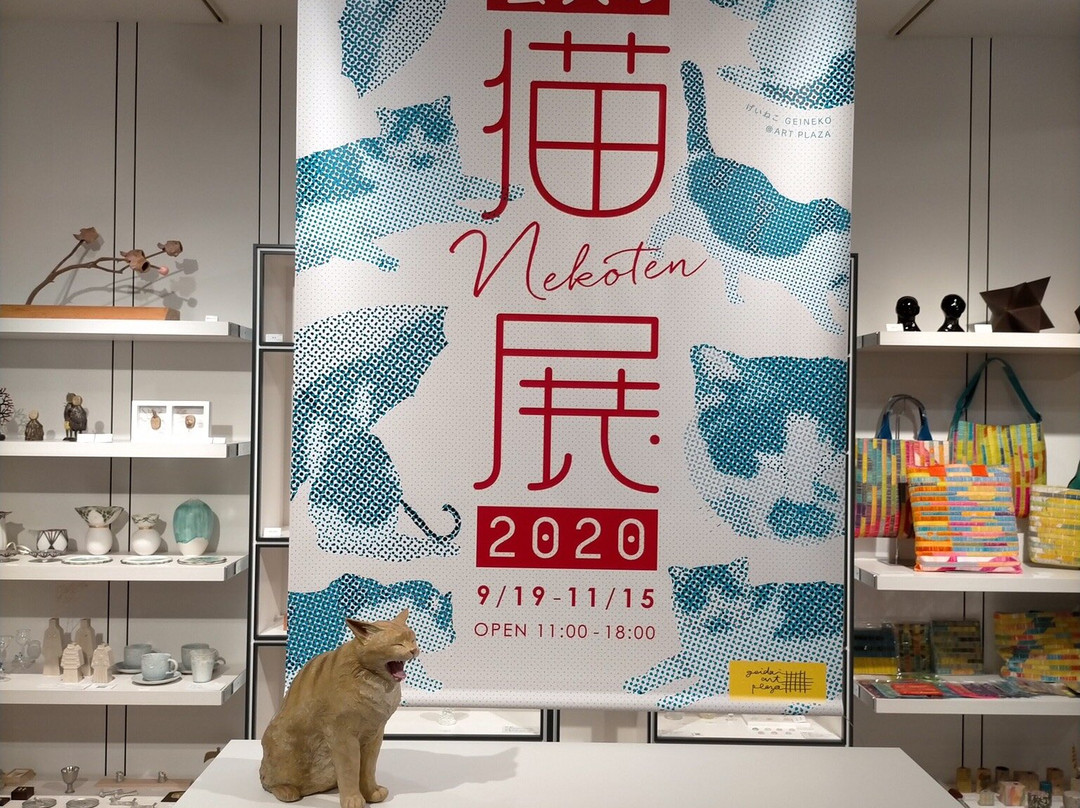 猫
Nekoten
展
2020
9/19-11/15
OPEN 11:00-18:00
げいねこ GEINEKO
@ART PLAZA
geidai
art
plaza